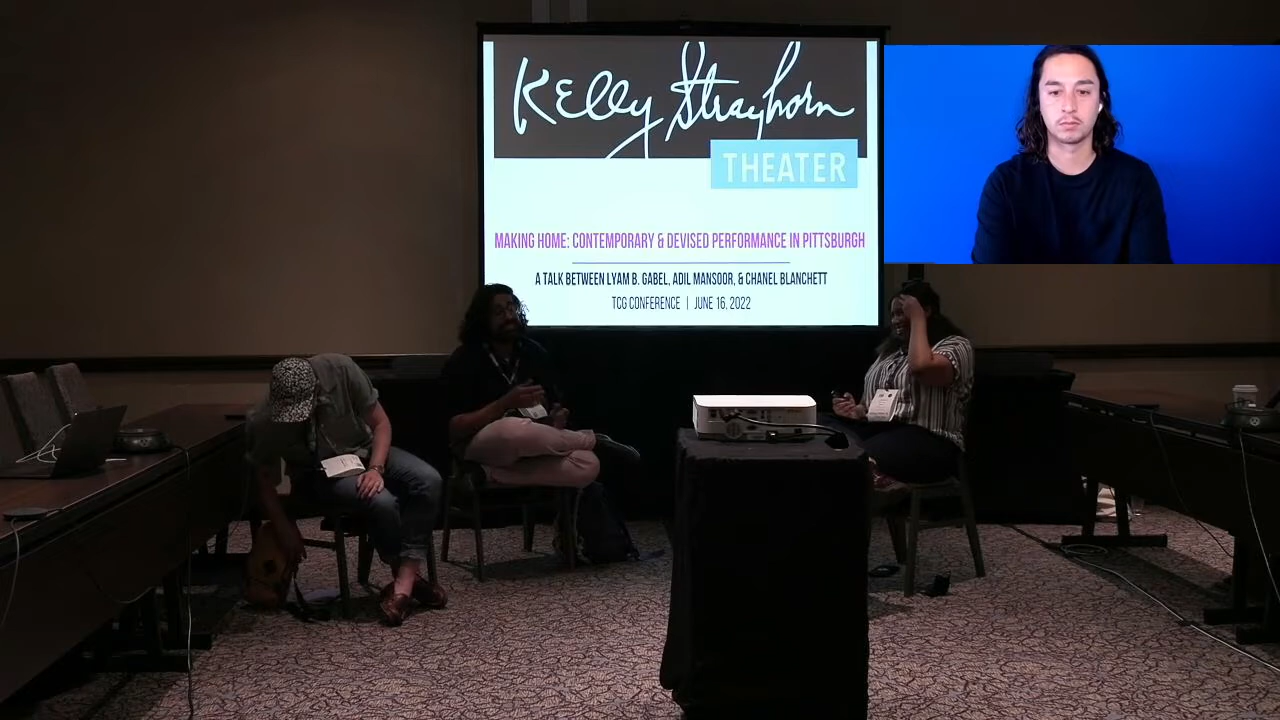 Kelly Strayhorn
THEATER
MAKING HOME: CONTEMPORARY & DEVISED PERFORMANCE IN PITTSBURGH
A TALK BETWEEN LYAM B. GABEL, ADIL MANSOOR, & CHANEL BLANCHETT
TCG CONFERENCE | JUNE 16, 2022